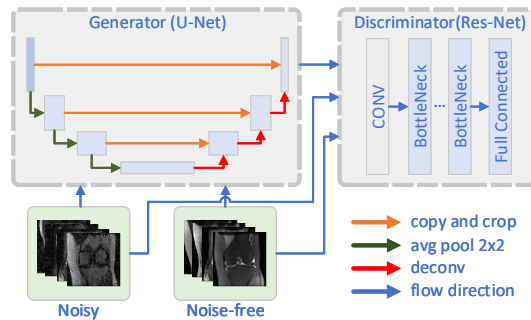 Generator (U-Net)
Discriminator(Res-Net)
CONV
BottleNeck
...
BottleNeck
Full Connected
Noisy
Noise-free
copy and crop
avg pool 2x2
deconv
flow direction